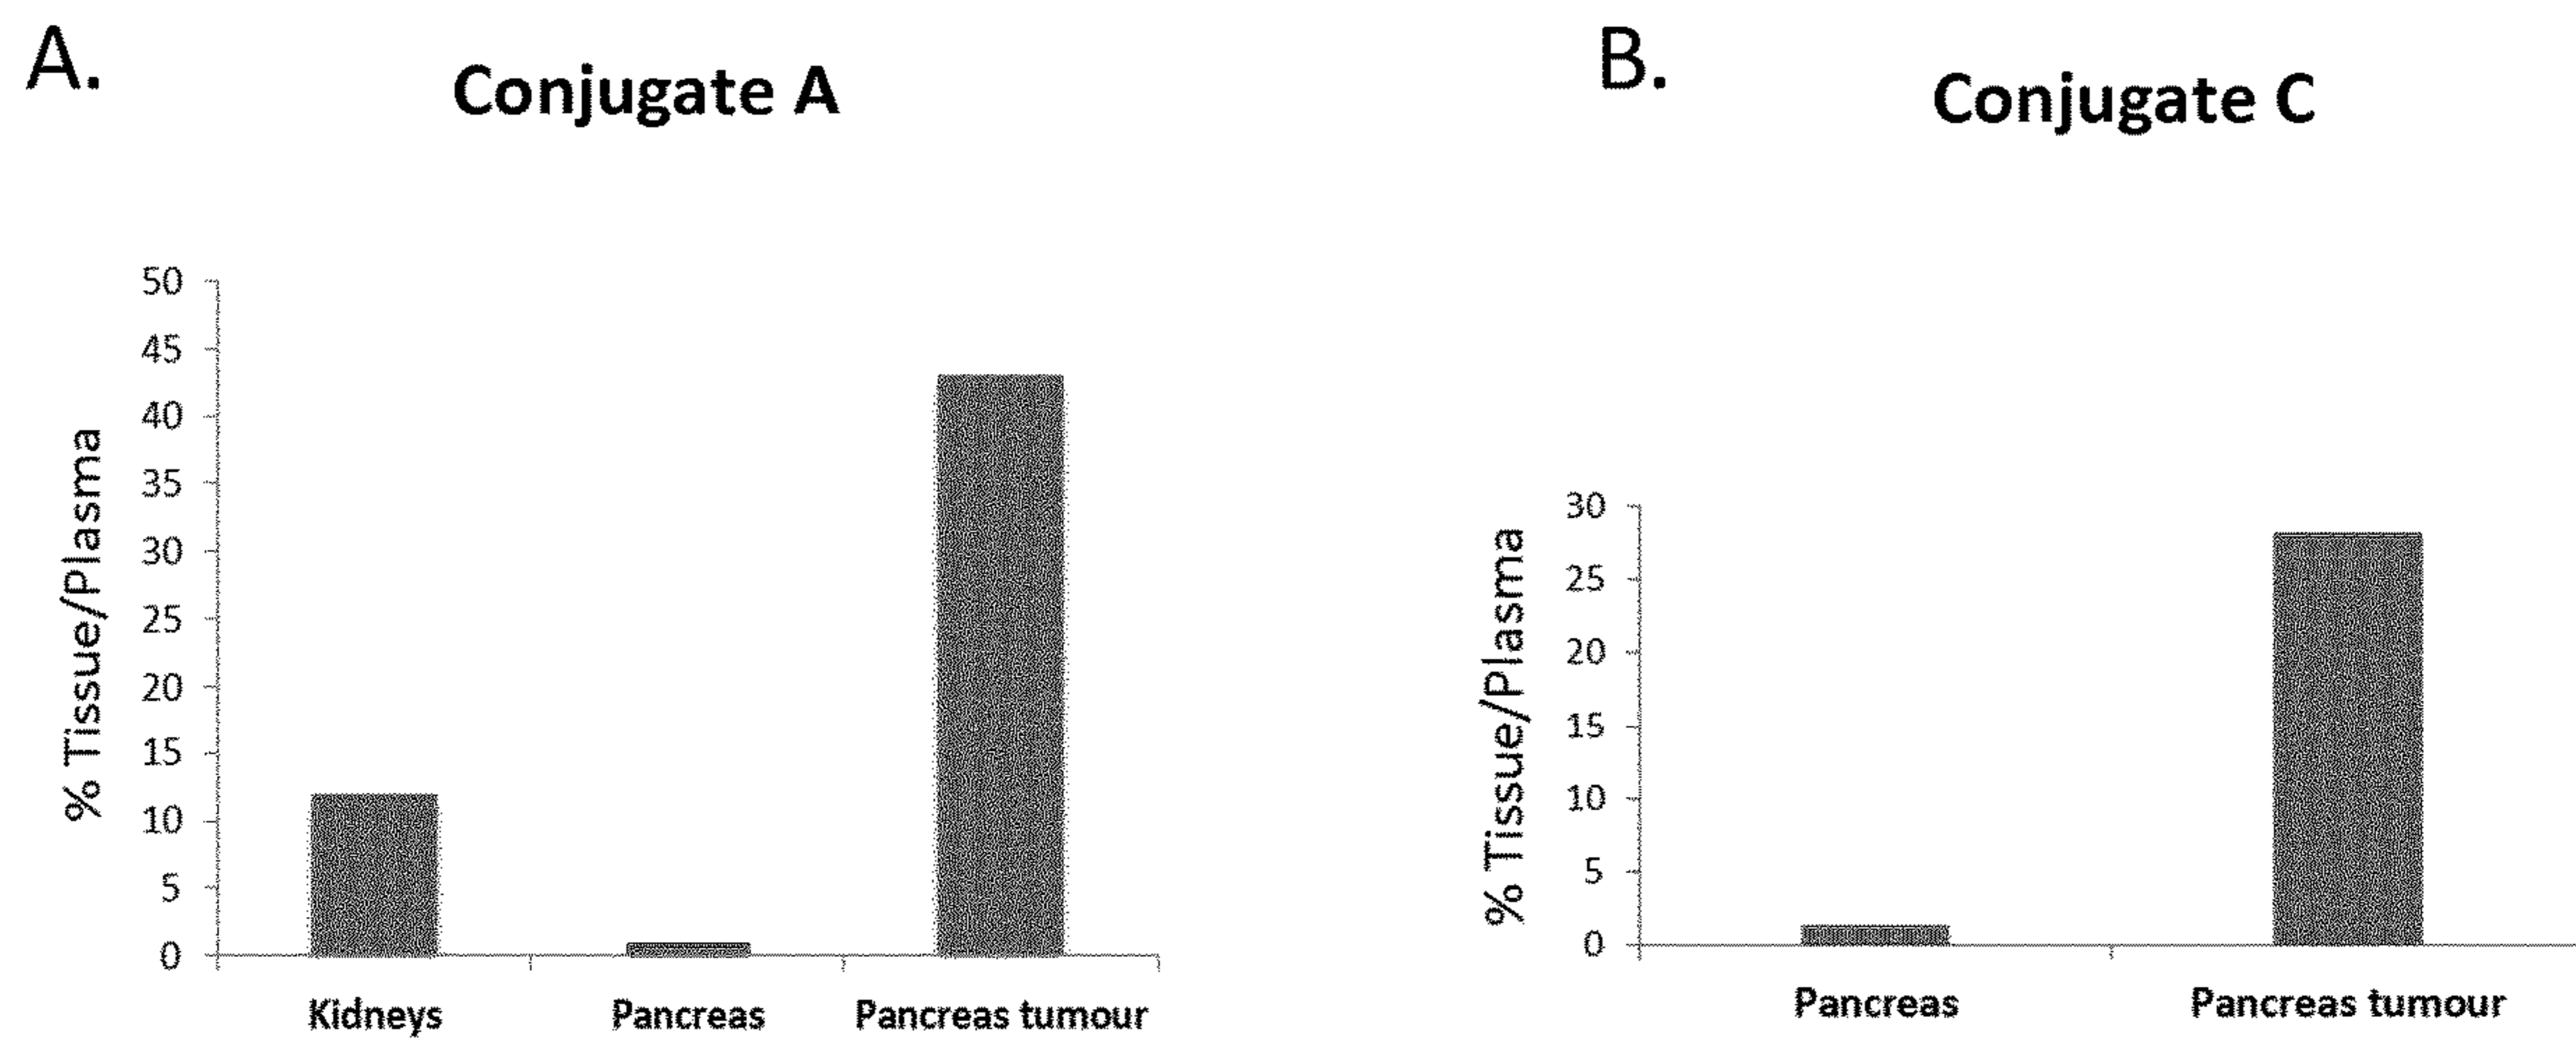 A.
Conjugate A
% Tissue/Plasma
50
45
40
35
30
25
20
15
10
5
0
Kidneys
Pancreas
Pancreas tumour
B.
Conjugate C
% Tissue/Plasma
30
25
20
15
10
5
0
Pancreas
Pancreas tumour